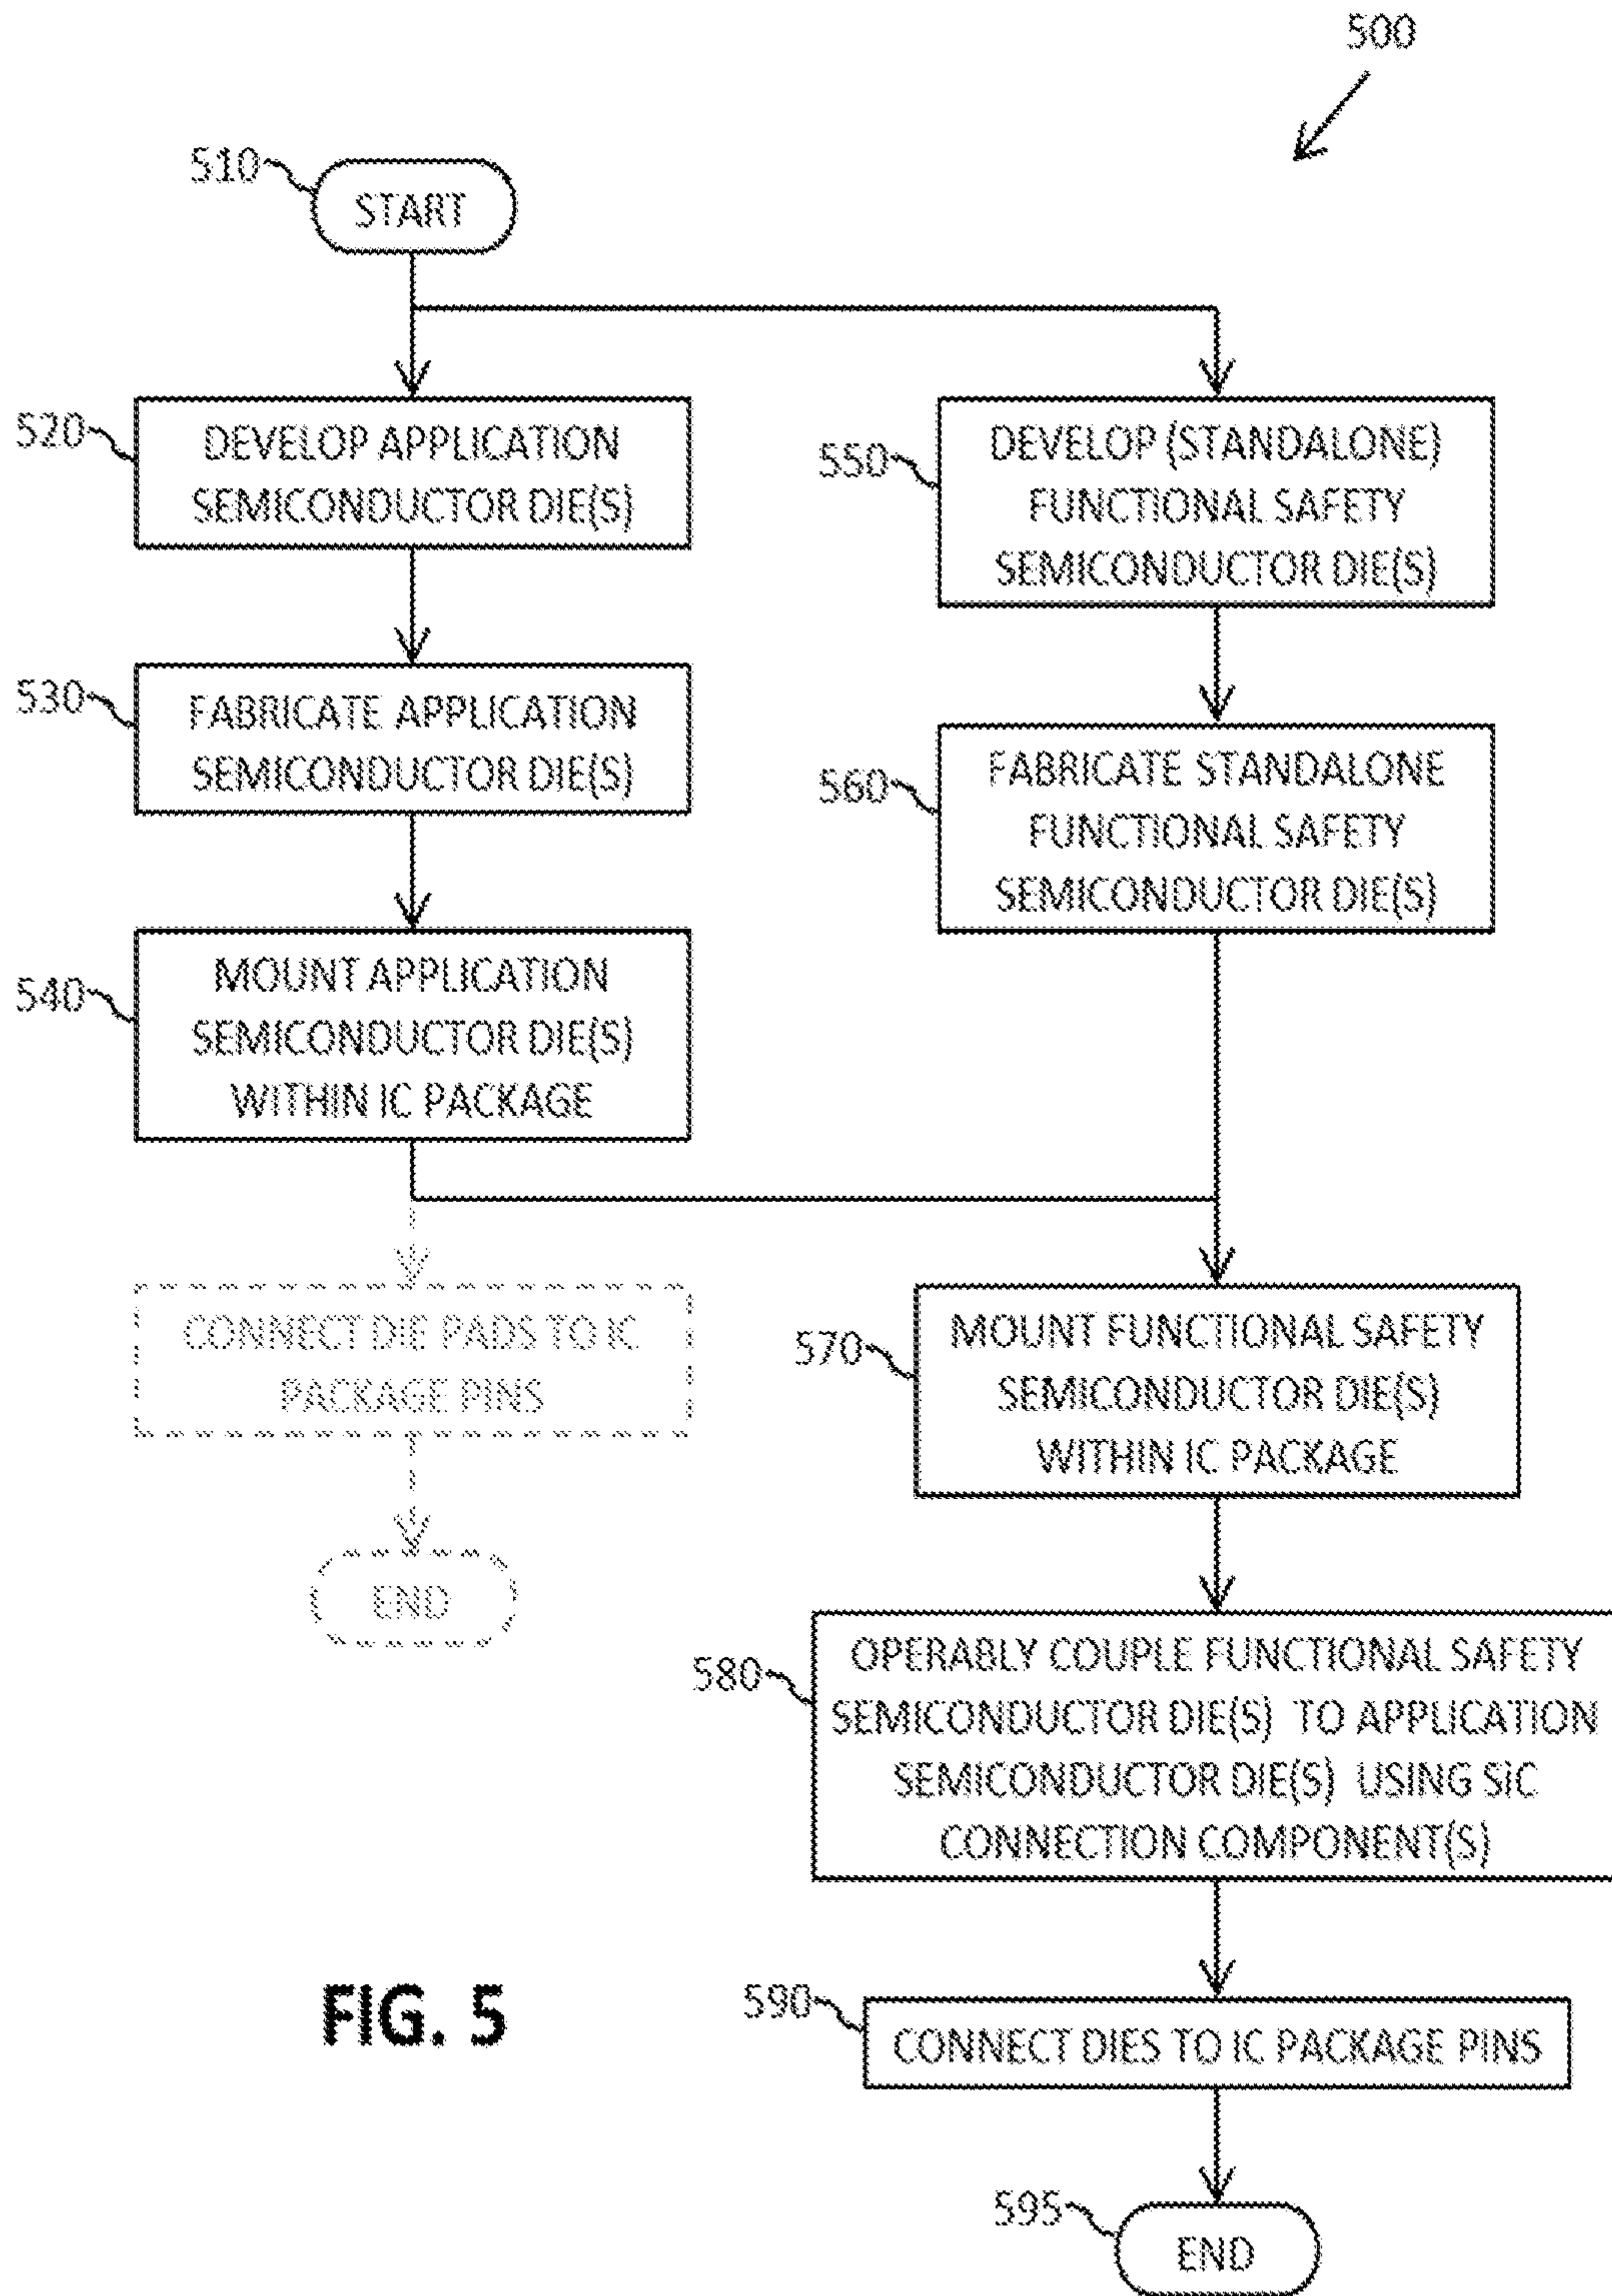 500
510
START
520
DEVELOP APPLICATION
SEMICONDUCTOR DIE(S)
550
DEVELOP (STANDALONE)
FUNCTIONAL SAFETY
SEMICONDUCTOR DIE(S)
530
FABRICATE APPLICATION
SEMICONDUCTOR DIE(S)
560
FABRICATE STANDALONE
FUNCTIONAL SAFETY
SEMICONDUCTOR DIE(S)
540
MOUNT APPLICATION
SEMICONDUCTOR DIE(S)
WITHIN IC PACKAGE
CONNECT DIE PADS TO IC
PACKAGE PINS
END
570
MOUNT FUNCTIONAL SAFETY
SEMICONDUCTOR DIE(S)
WITHIN IC PACKAGE
580
OPERABLY COUPLE FUNCTIONAL SAFETY
SEMICONDUCTOR DIE(S) TO APPLICATION
SEMICONDUCTOR DIE(S) USING SiC
CONNECTION COMPONENT(S)
590
CONNECT DIES TO IC PACKAGE PINS
595
END
FIG. 5